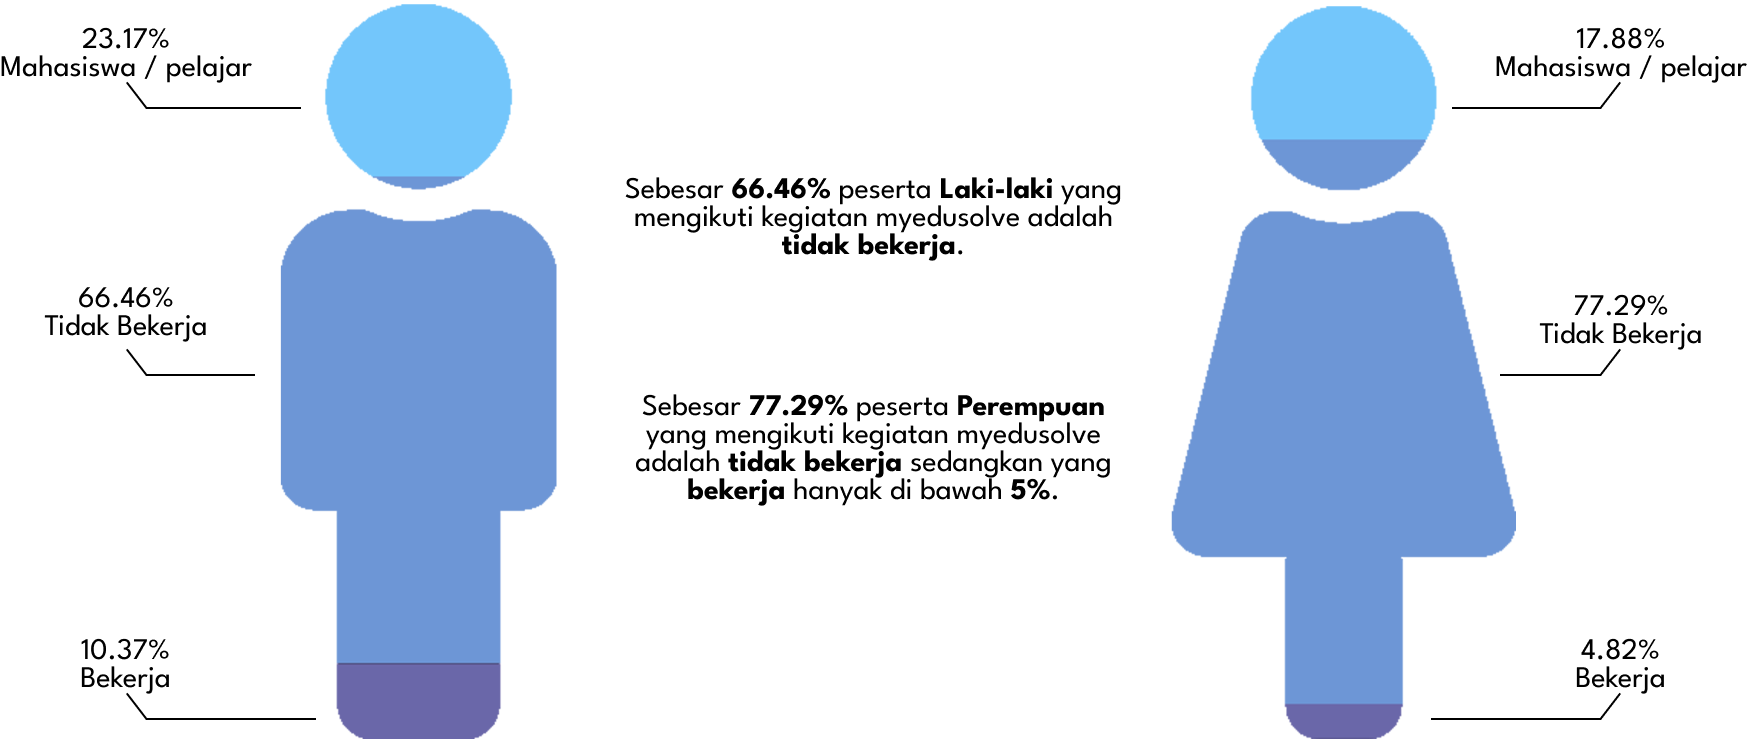 23.17%
Mahasiswa / pelajar
66.46%
Tidak Bekerja
10.37%
Bekerja
Sebesar 66.46% peserta Laki-laki yang
mengikuti kegiatan myedusolve adalah
tidak bekerja.
Sebesar 77.29% peserta Perempuan
yang mengikuti kegiatan myedusolve
adalah tidak bekerja sedangkan yang
bekerja hanyak di bawah 5%.
17.88%
Mahasiswa / pelajar
77.29%
Tidak Bekerja
4.82%
Bekerja